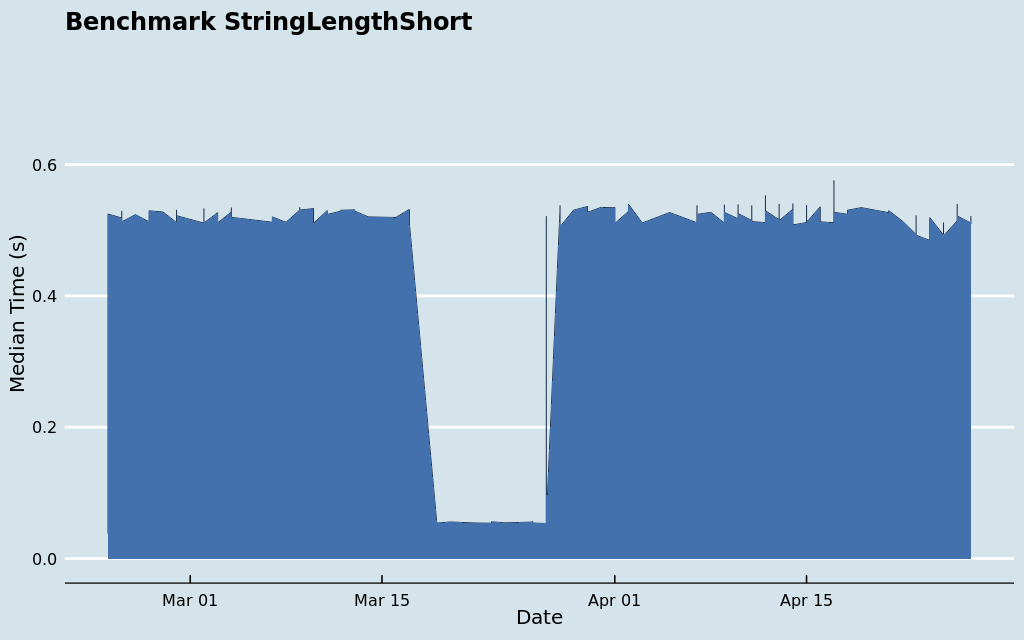 Benchmark StringLengthShort
Median Time (s)
0.6
0.4
0.2
0.0
Mar 01
Mar 15
Apr 01
Apr 15
Date